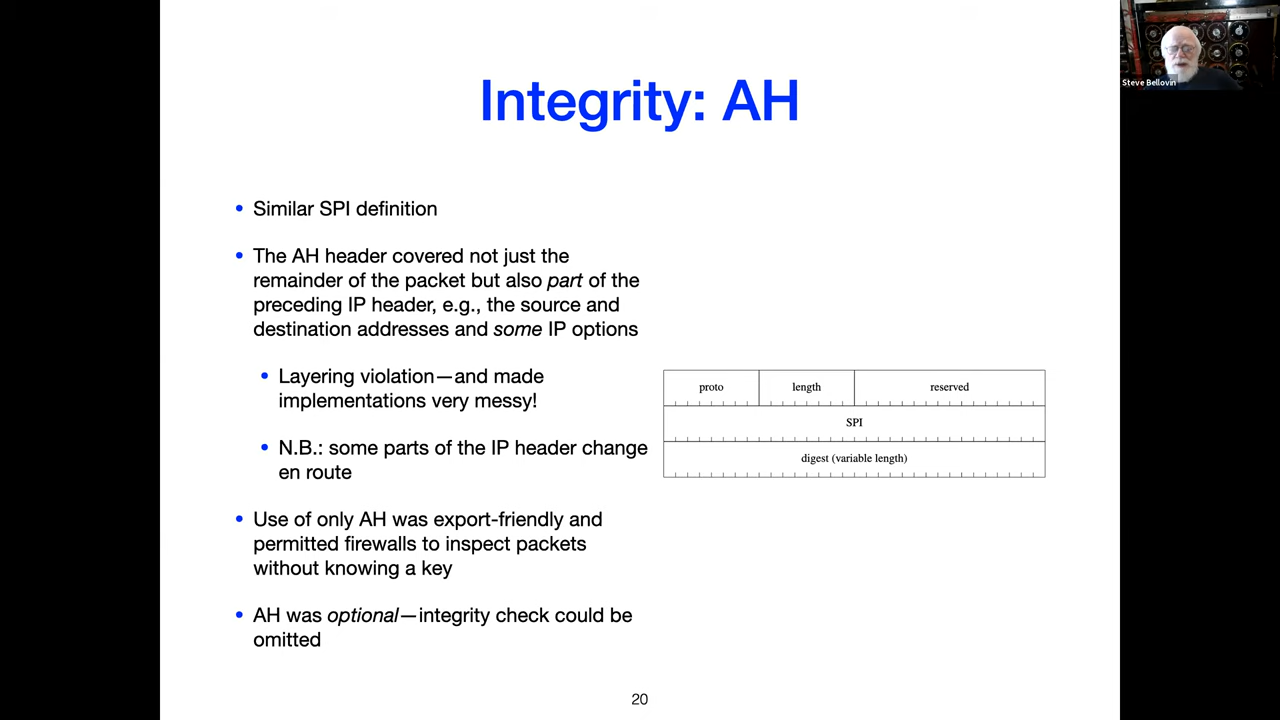 Steve Bellovin
Integrity: AH
• Similar SPI definition
• The AH header covered not just the
remainder of the packet but also part of the
preceding IP header, e.g., the source and
destination addresses and some IP options
• Layering violation—and made
implementations very messy!
• N.B.: some parts of the IP header change
en route
• Use of only AH was export-friendly and
permitted firewalls to inspect packets
without knowing a key
• AH was optional—integrity check could be
omitted
proto length reserved
SPI
digest (variable length)
20